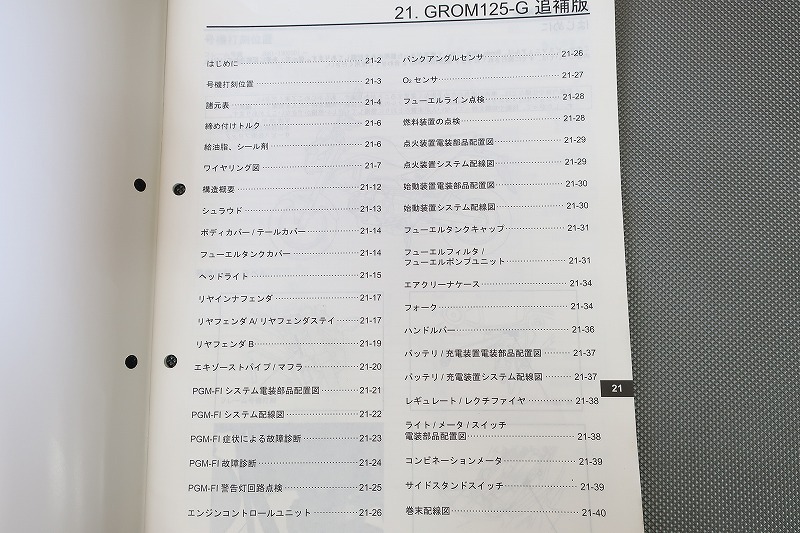 21. GROM125-G 追補版
はじめに 21-2
号機打刻位置 21-3
諸元表 21-4
締め付けトルク 21-6
給油脂、シール剤 21-6
ワイヤリング図 21-7
構造概要 21-12
シュラウド 21-13
ボディカバー / テールカバー 21-14
フューエルタンクカバー 21-14
ヘッドライト 21-15
リヤインナフェンダ 21-17
リヤフェンダ A/ リヤフェンダステイ 21-17
リヤフェンダ B 21-19
エキゾーストパイプ / マフラ 21-20
PGM-FI システム電装部品配置図 21-21
PGM-FI システム配線図 21-22
PGM-FI 症状による故障診断 21-23
PGM-FI 故障診断 21-24
PGM-FI 警告灯回路点検 21-25
エンジンコントロールユニット 21-26
バンクアングルセンサ 21-26
O₂ センサ 21-27
フューエルライン点検 21-28
燃料装置の点検 21-28
点火装置電装部品配置図 21-29
点火装置システム配線図 21-29
始動装置電装部品配置図 21-30
始動装置システム配線図 21-30
フューエルタンクキャップ 21-31
フューエルフィルタ /
フューエルポンプユニット 21-31
エアクリーナケース 21-34
フォーク 21-34
ハンドルバー 21-36
バッテリ / 充電装置電装部品配置図 21-37
バッテリ / 充電装置システム配線図 21-37
レギュレート / レクチファイヤ 21-38
ライト / メータ / スイッチ
電装部品配置図 21-38
コンビネーションメータ 21-39
サイドスタンドスイッチ 21-39
巻末配線図 21-40
21